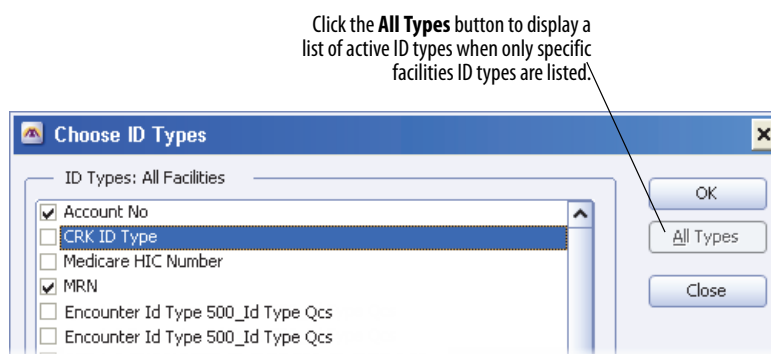 Click the All Types button to display a
list of active ID types when only specific
facilities ID types are listed.
Choose ID Types
ID Types: All Facilities
Account No
CRK ID Type
Medicare HIC Number
MRN
Encounter Id Type 500_Id Type Qcs
Encounter Id Type 500_Id Type Qcs
OK
All Types
Close